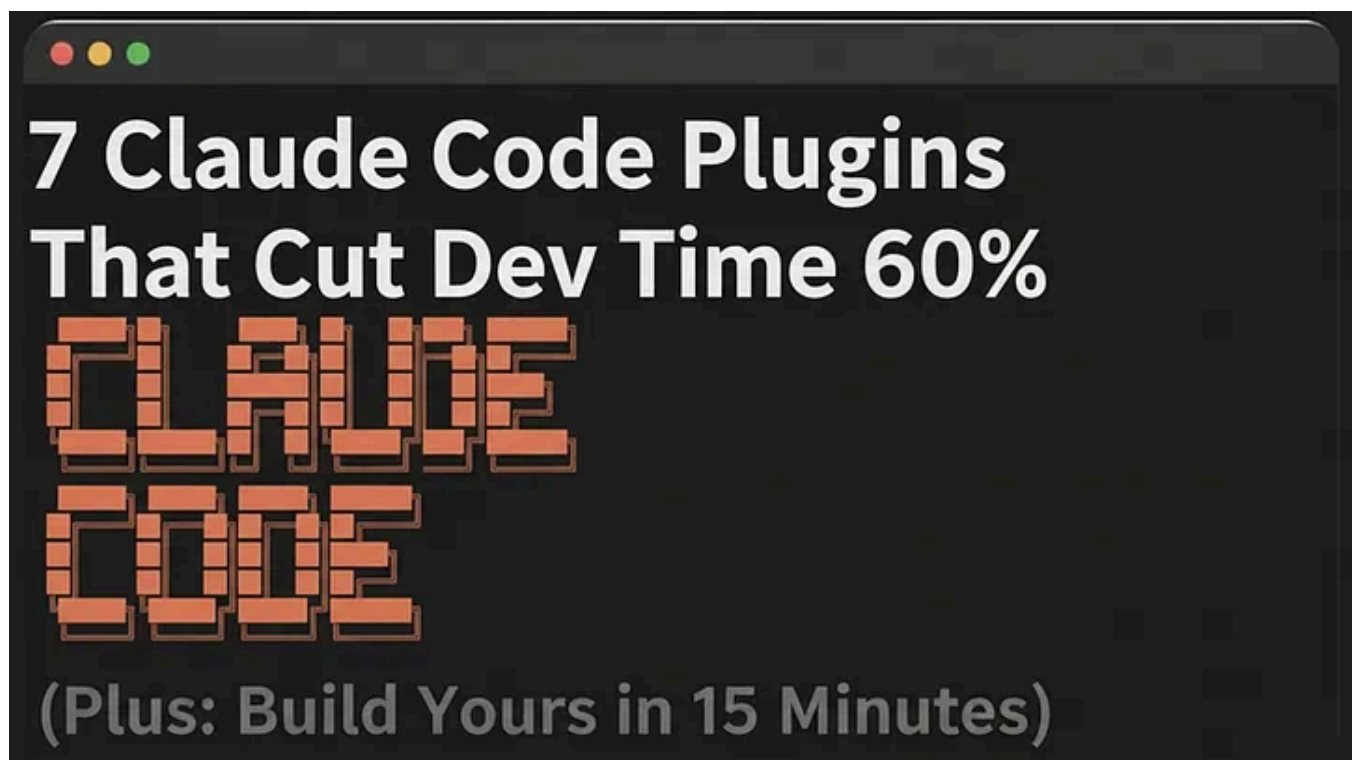 7 Claude Code Plugins
That Cut Dev Time 60%
CLAUDE
CODE
(Plus: Build Yours in 15 Minutes)